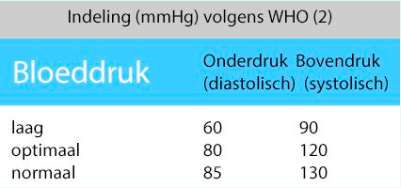 Indeling (mmHg) volgens WHO (2)
Bloeddruk
Onderdruk Bovendruk
(diastolisch) (systolisch)
laag 60 90
optimaal 80 120
normaal 85 130